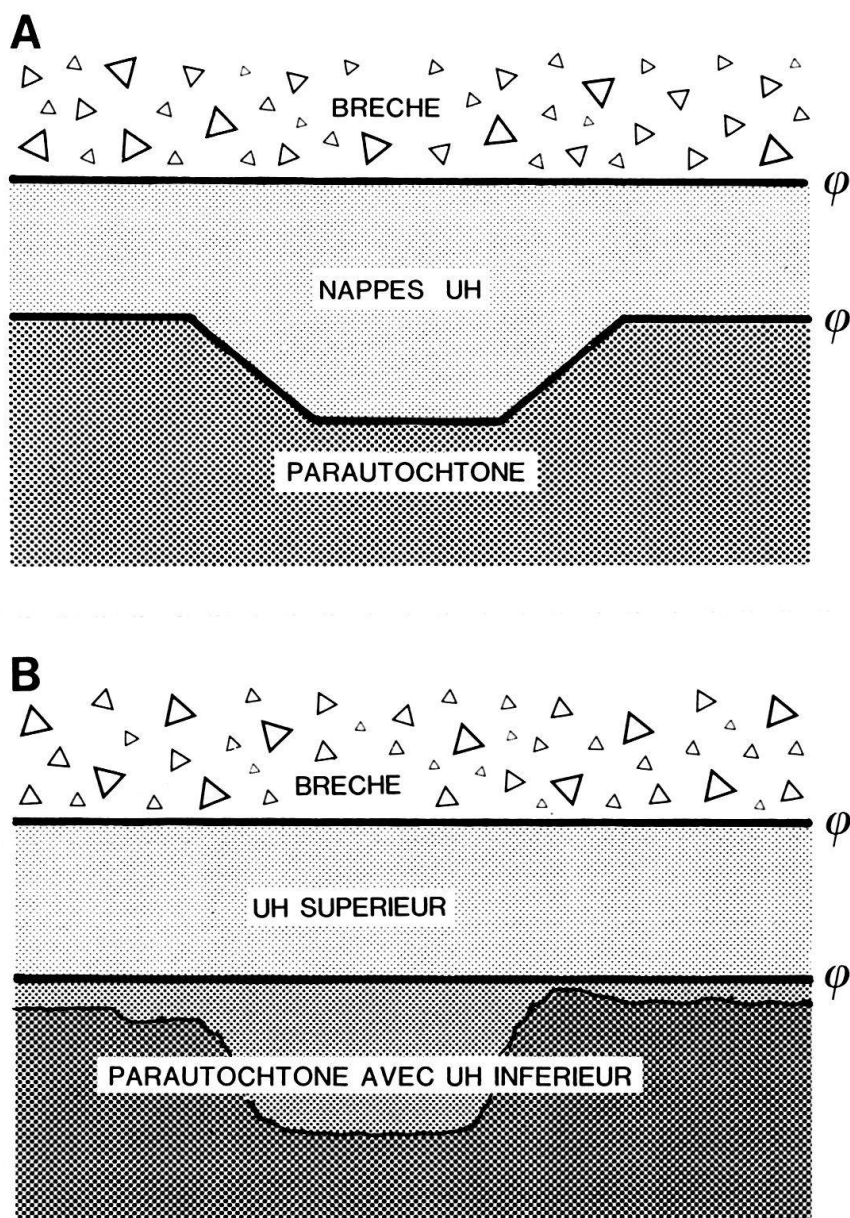 A
BRECHE
φ
NAPPES UH
φ
PARAUTOCHTONE
B
BRECHE
φ
UH SUPERIEUR
φ
PARAUTOCHTONE AVEC UH INFERIEUR